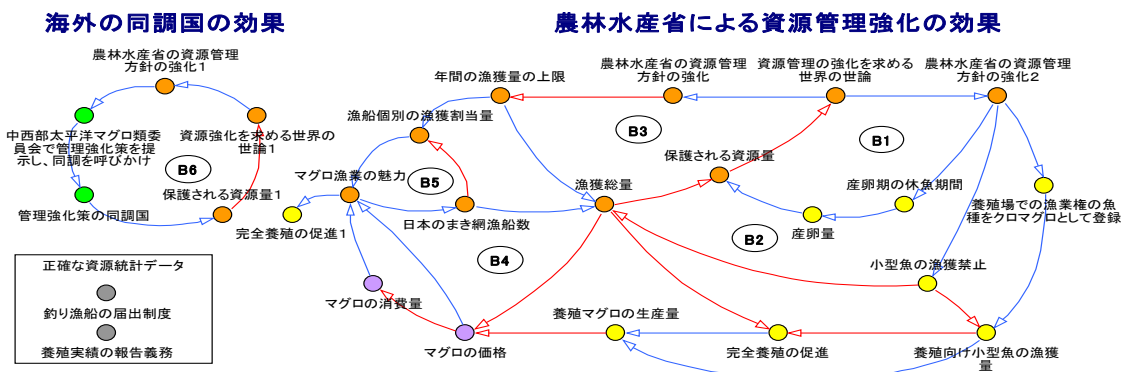 海外の同調国の効果
農林水産省の資源管理
方針の強化1
中西部太平洋マグロ類委
員会で管理強化策を提
示し、同調を呼びかけ
資源強化を求める世界の
世論1
B6
保護される資源量1
管理強化策の同調国
正確な資源統計データ
釣り漁船の届出制度
養殖実績の報告義務
農林水産省による資源管理強化の効果
年間の漁獲量の上限
農林水産省の資源管理
方針の強化
資源管理の強化を求める
世界の世論
農林水産省の資源管理
方針の強化2
漁船個別の漁獲割当量
B3
B1
マグロ漁業の魅力
B5
保護される資源量
漁獲総量
産卵期の休魚期間
養殖場での漁業権の魚
種をクロマグロとして登録
完全養殖の促進1
日本のまき網漁船数
産卵量
B2
B4
小型魚の漁獲禁止
マグロの消費量
養殖マグロの生産量
マグロの価格
完全養殖の促進
養殖向け小型魚の漁獲
量